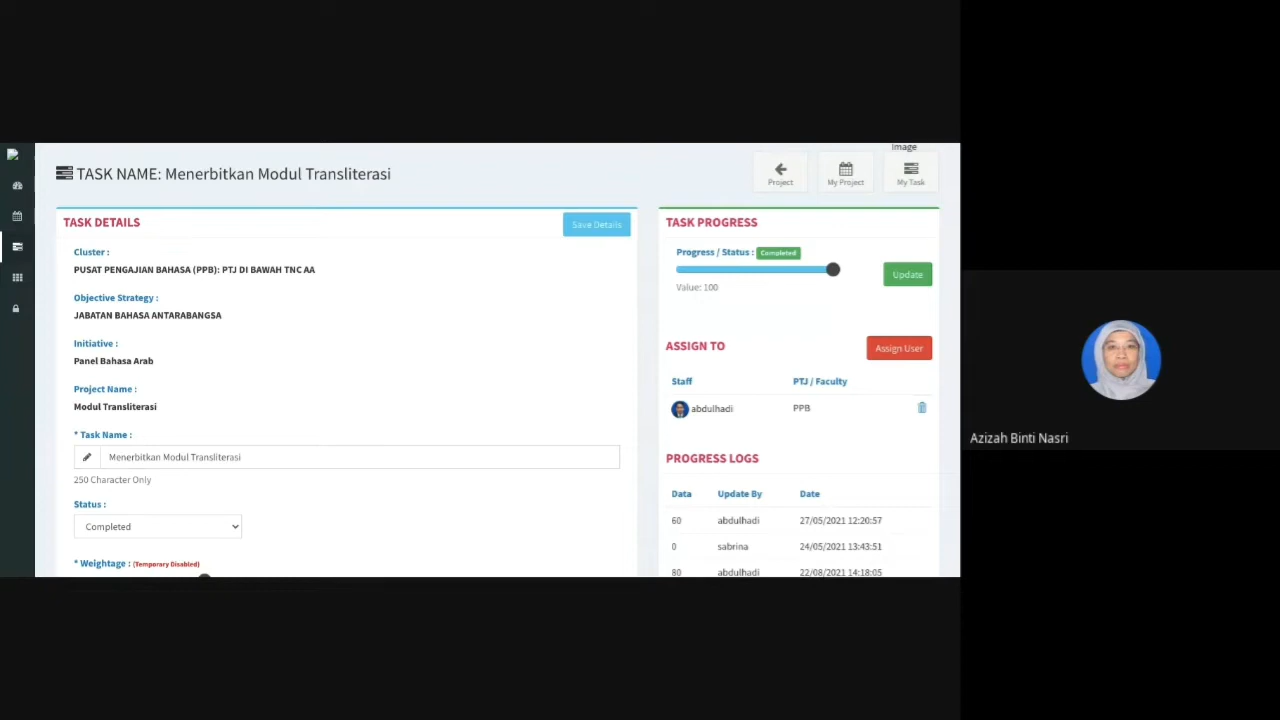 Image
TASK NAME: Menerbitkan Modul Transliterasi
Project
My Project
My Task
TASK DETAILS
Save Details
Cluster :
PUSAT PENGAJIAN BAHASA (PPB): PTJ DI BAWAH TNC AA
Objective Strategy :
JABATAN BAHASA ANTARABANGSA
Initiative :
Panel Bahasa Arab
Project Name :
Modul Transliterasi
* Task Name :
Menerbitkan Modul Transliterasi
250 Character Only
Status :
Completed
* Weightage : (Temporary Disabled)
TASK PROGRESS
Progress / Status : Completed
Value: 100
Update
ASSIGN TO
Assign User
Staff PTJ / Faculty
abdulhadi PPB
PROGRESS LOGS
Data Update By Date
60 abdulhadi 27/05/2021 12:20:57
0 sabrina 24/05/2021 13:43:51
80 abdulhadi 22/08/2021 14:18:05
Azizah Binti Nasri